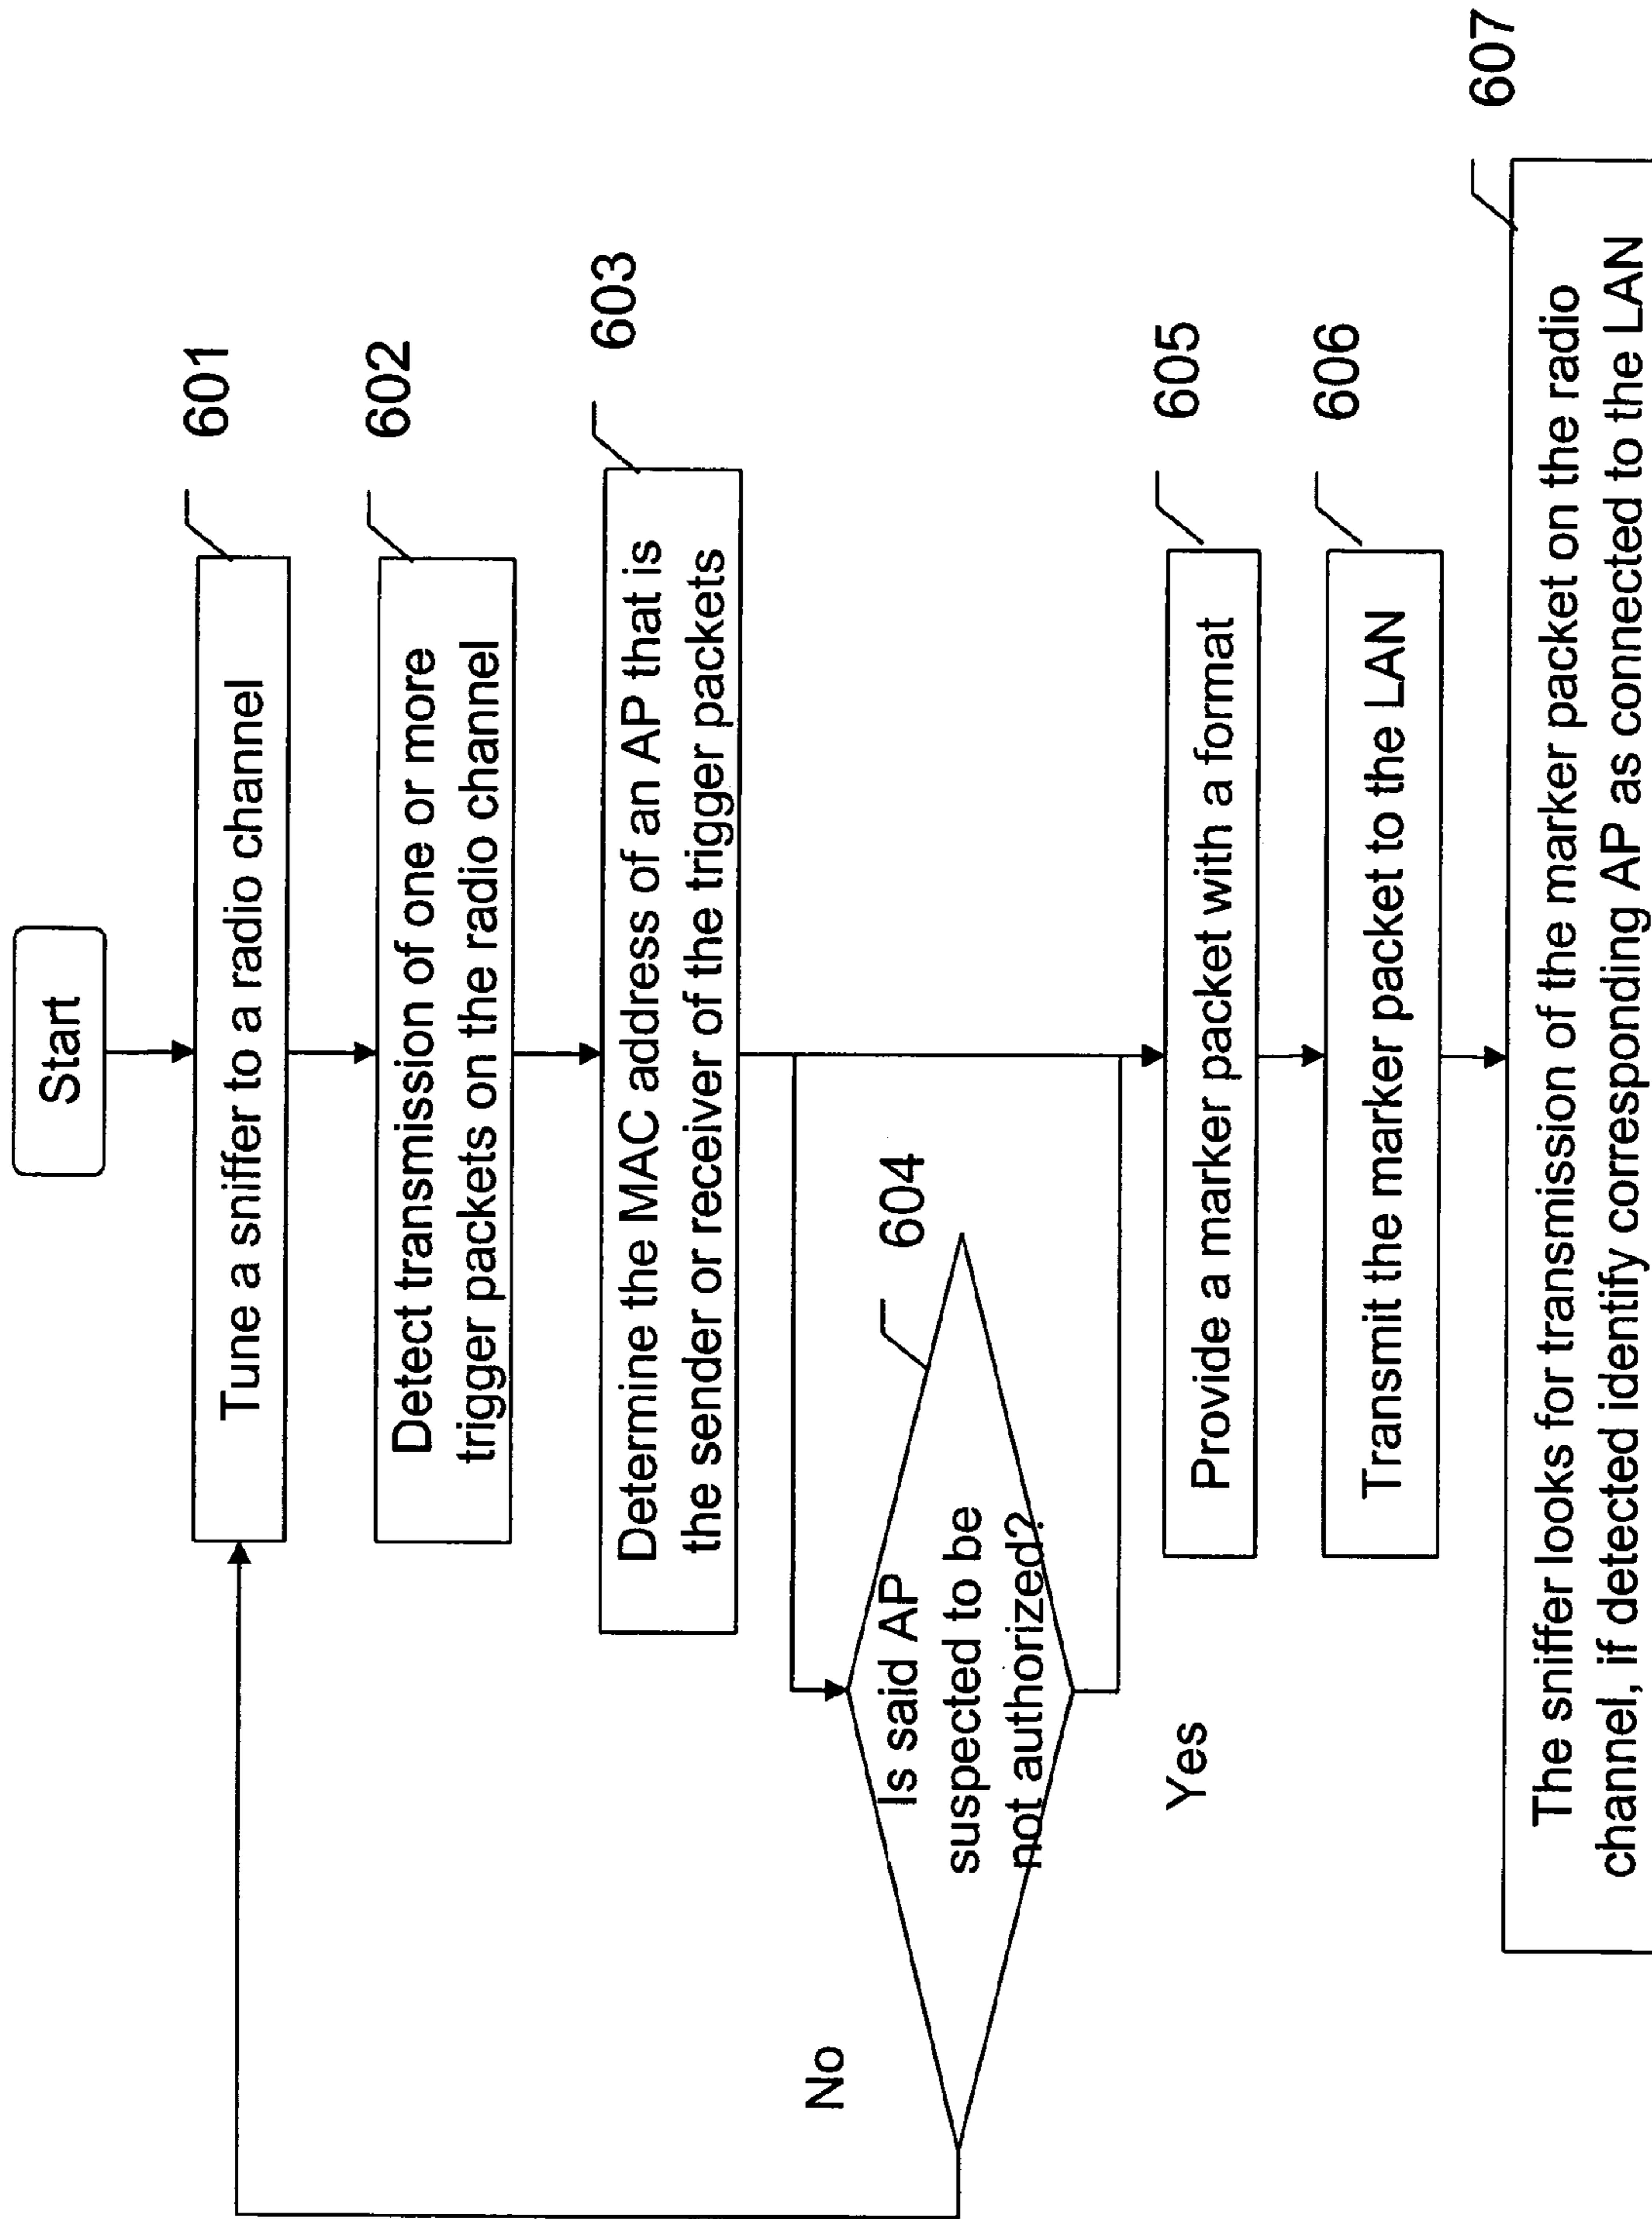 Start
601
Tune a sniffer to a radio channel
602
Detect transmission of one or more
trigger packets on the radio channel
603
Determine the MAC address of an AP that is
the sender or receiver of the trigger packets
604
Is said AP
suspected to be
not authorized?
No
Yes
605
Provide a marker packet with a format
606
Transmit the marker packet to the LAN
607
The sniffer looks for transmission of the marker packet on the radio
channel, if detected identify corresponding AP as connected to the LAN